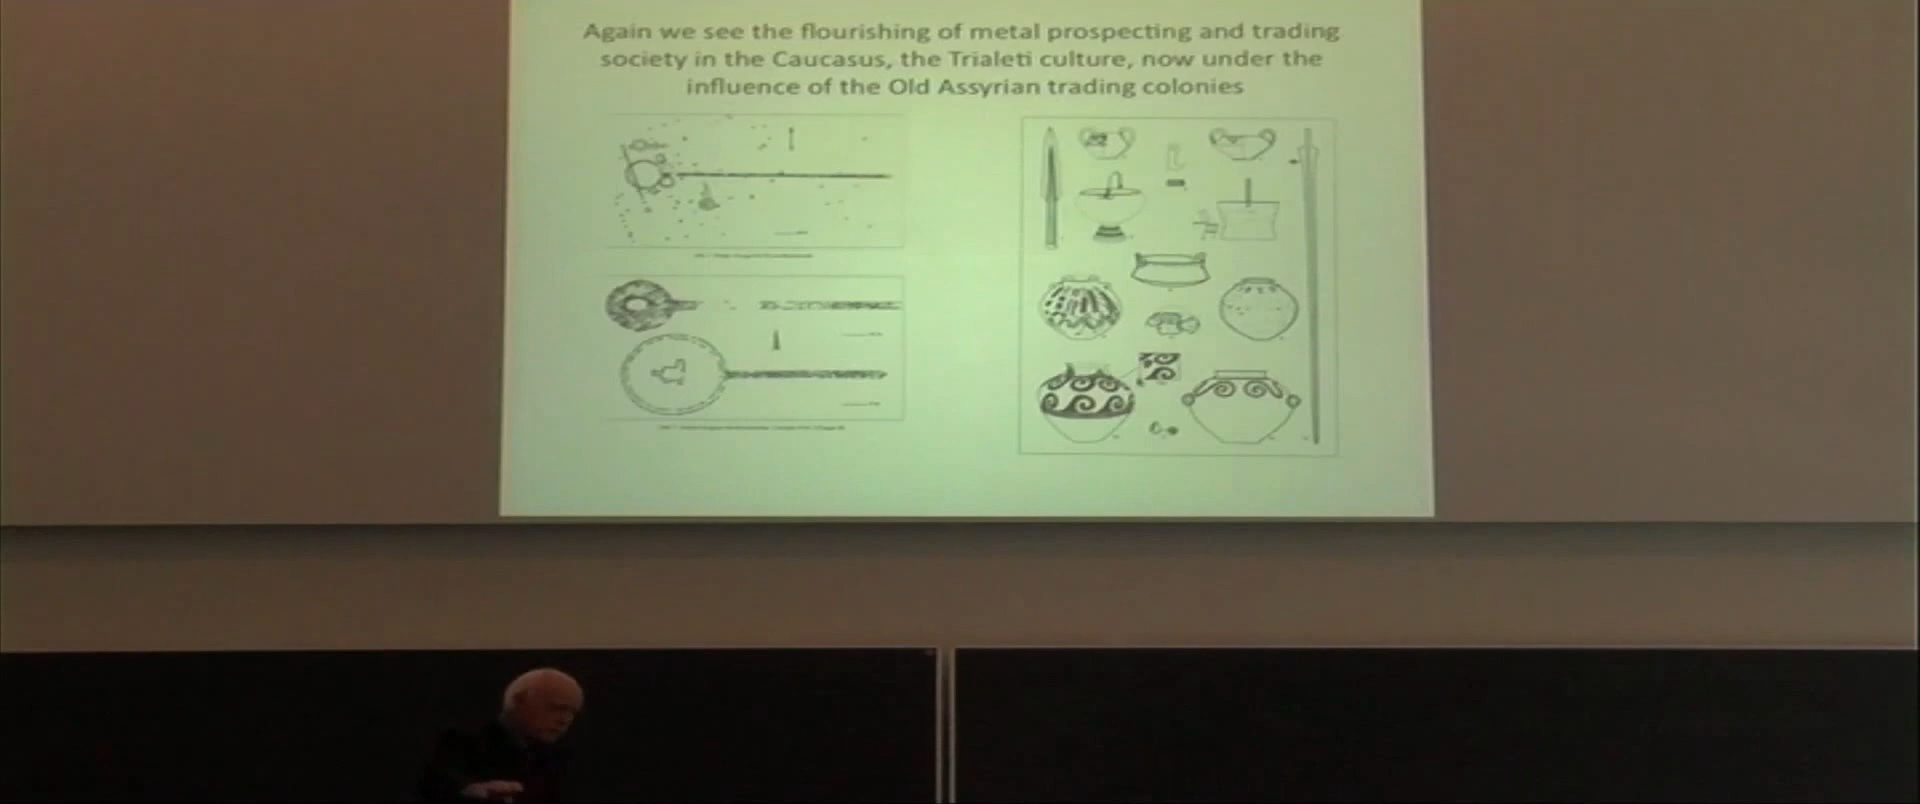 Again we see the flourishing of metal prospecting and trading
society in the Caucasus, the Trialeti culture, now under the
influence of the Old Assyrian trading colonies